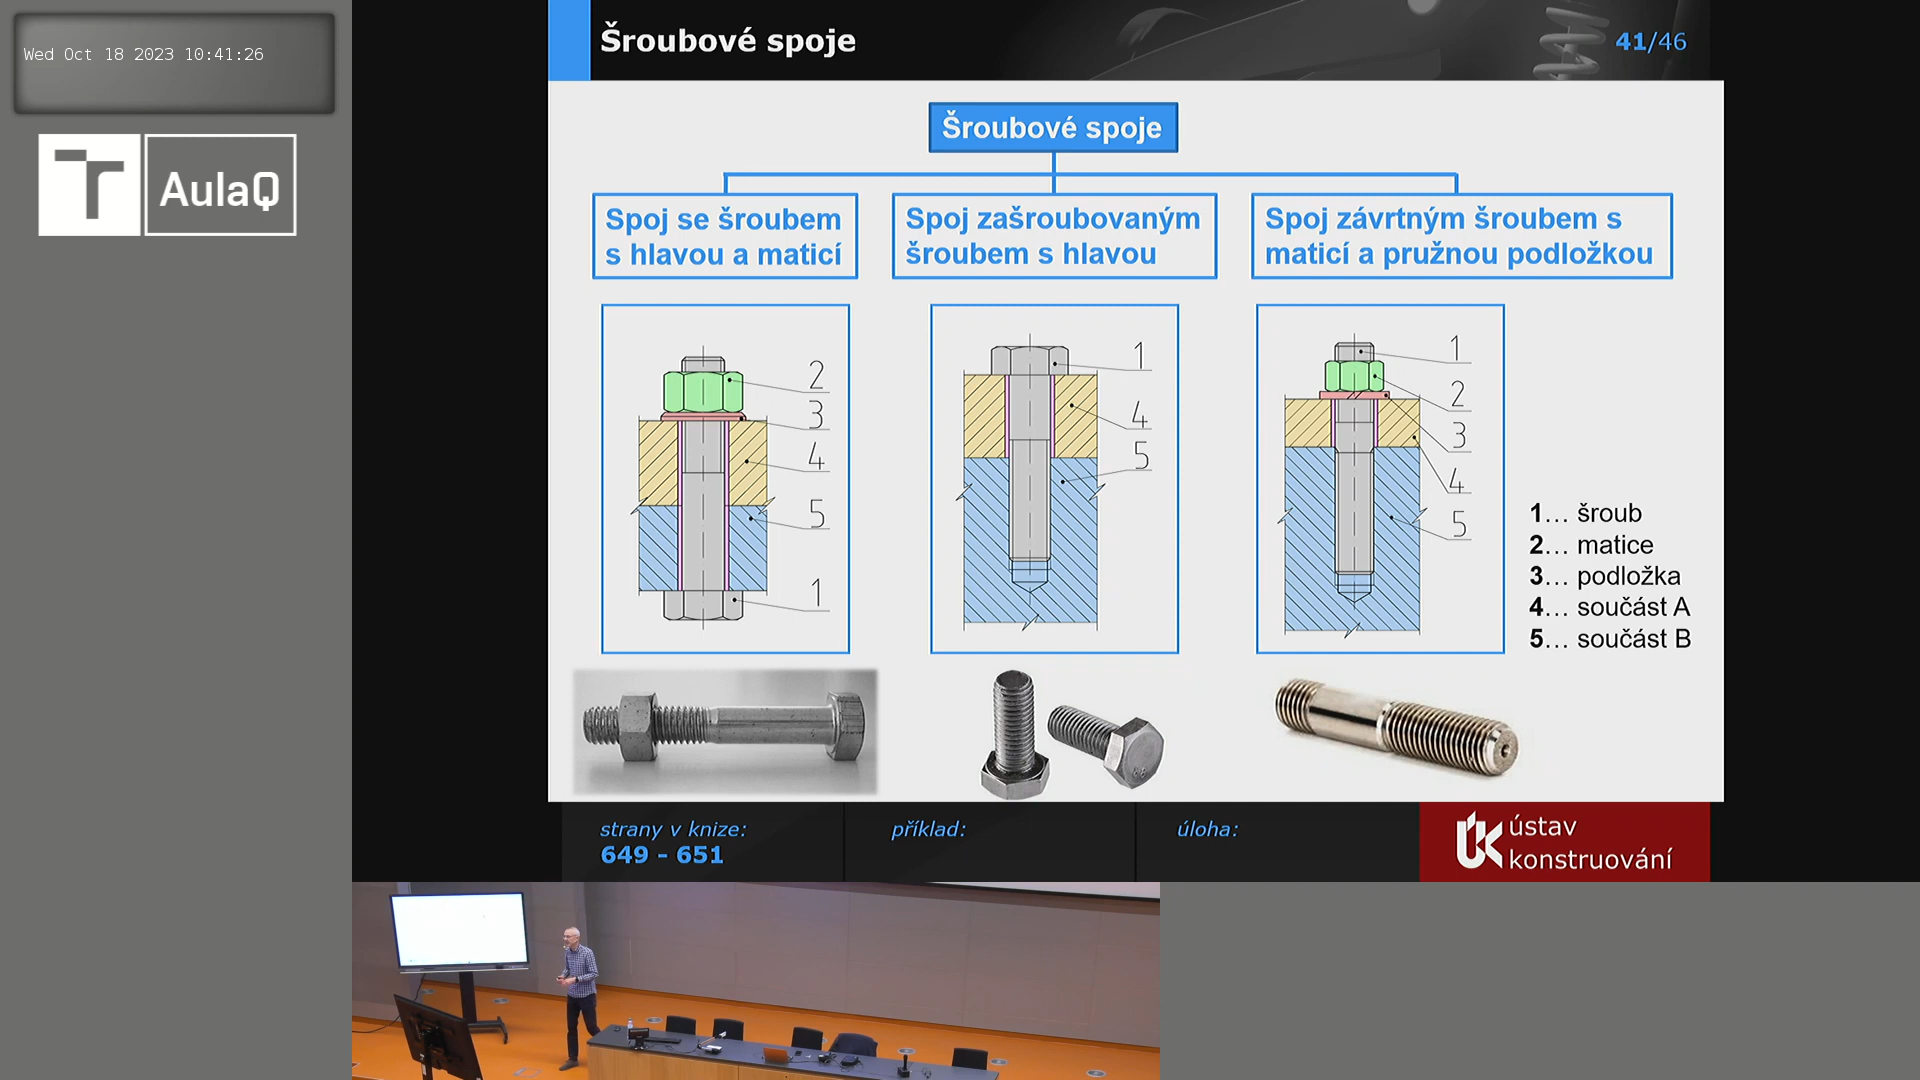 Wed Oct 18 2023 10:41:26
AulaQ
Šroubové spoje
41/46
Šroubové spoje
Spoj se šroubem
s hlavou a maticí
Spoj zašroubovaným
šroubem s hlavou
Spoj závrtným šroubem s
maticí a pružnou podložkou
2
3
4
5
1
1
4
5
1
2
3
4
5
1... šroub
2... matice
3... podložka
4... součást A
5... součást B
strany v knize:
649 - 651
příklad:
úloha:
ústav
konstruování